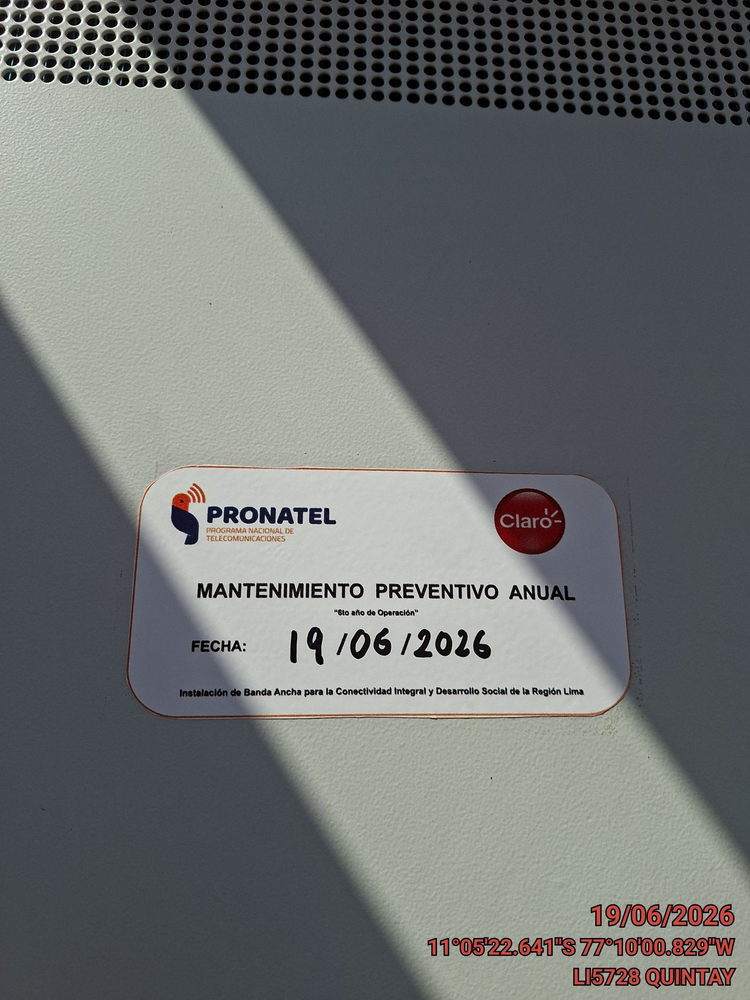 PRONATEL
PROGRAMA NACIONAL DE
TELECOMUNICACIONES
Claro
MANTENIMIENTO PREVENTIVO ANUAL
"6to año de Operación"
FECHA: 19/06/2026
Instalación de Banda Ancha para la Conectividad Integral y Desarrollo Social de la Región Lima
19/06/2026
11°05'22.641"S 77°10'00.829"W
LI5728 QUINTAY